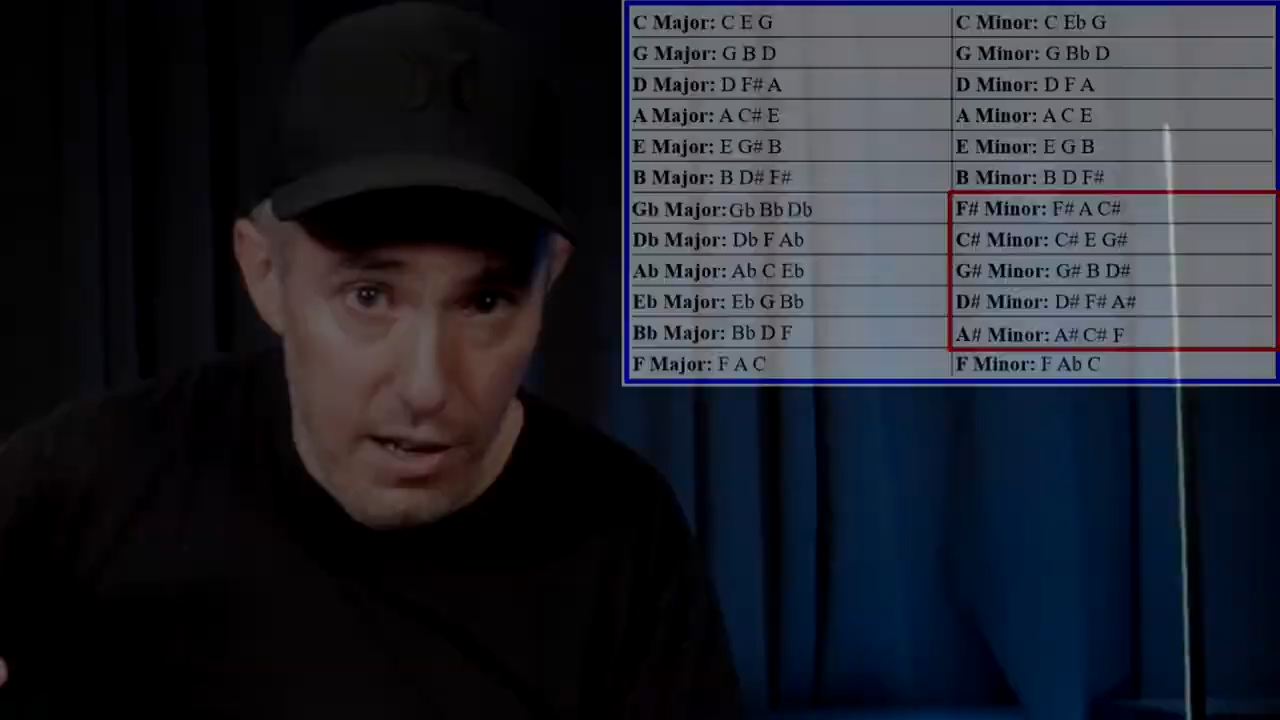 C Major: C E G
C Minor: C Eb G
G Major: G B D
G Minor: G Bb D
D Major: D F# A
D Minor: D F A
A Major: A C# E
A Minor: A C E
E Major: E G# B
E Minor: E G B
B Major: B D# F#
B Minor: B D F#
Gb Major: Gb Bb Db
F# Minor: F# A C#
Db Major: Db F Ab
C# Minor: C# E G#
Ab Major: Ab C Eb
G# Minor: G# B D#
Eb Major: Eb G Bb
D# Minor: D# F# A#
Bb Major: Bb D F
A# Minor: A# C# F
F Major: F A C
F Minor: F Ab C